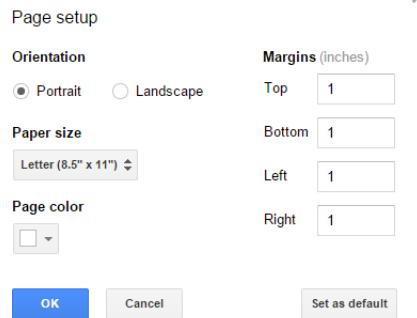 Page setup
Orientation
Margins (inches)
Portrait
Landscape
Top
1
Paper size
Bottom
1
Letter (8.5" x 11")
Left
1
Page color
Right
1
OK
Cancel
Set as default